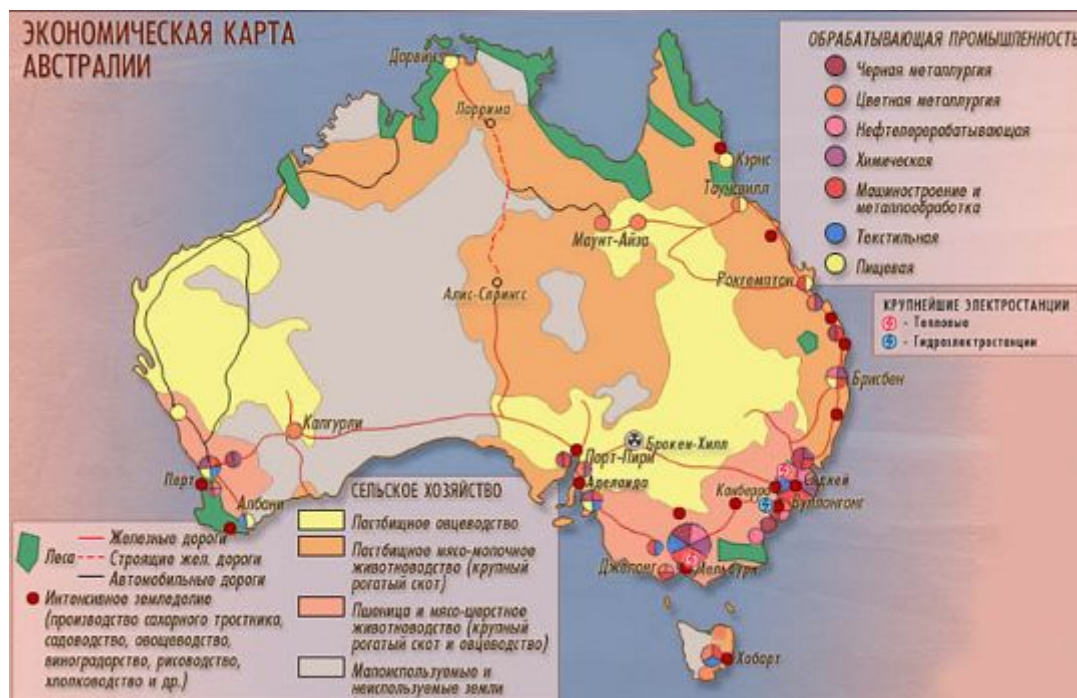 ЭКОНОМИЧЕСКАЯ КАРТА
АВСТРАЛИИ
ОБРАБАТЫВАЮЩАЯ ПРОМЫШЛЕННОСТЬ
Черная металлургия
Цветная металлургия
Нефтеперерабатывающая
Химическая
Машиностроение и
металлообработка
Текстильная
Пищевая
КРУПНЕЙШИЕ ЭЛЕКТРОСТАНЦИИ
- Тепловые
- Гидроэлектростанции
Дарвин
Ларрима
Кэрнс
Таунсвилл
Маунт-Айза
Рокгемптон
Алис-Спрингс
Брисбен
Калгурли
Брокен-Хилл
Порт-Пири
Перт
Аделаида
Канберра
Сидней
Вуллонгонг
Албани
Джелонг
Мельбурн
Хобарт
Леса
Железные дороги
Строящие жел. дороги
Автомобильные дороги
Интенсивное земледелие
(производство сахарного тростника,
садоводство, овощеводство,
виноградарство, рисоводство,
хлопководство и др.)
СЕЛЬСКОЕ ХОЗЯЙСТВО
Пастбищное овцеводство
Пастбищное мясо-молочное
животноводство (крупный
рогатый скот)
Пшеница и мясо-шерстное
животноводство (крупный
рогатый скот и овцеводство)
Малоиспользуемые и
неиспользуемые земли